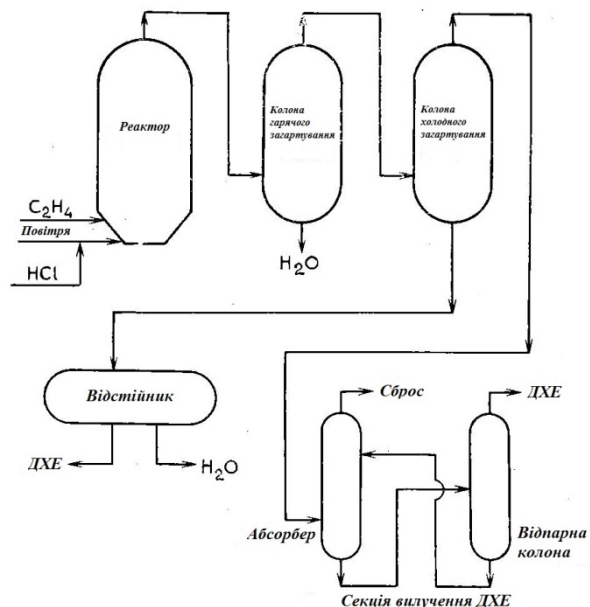 Реактор
Колона
гарячого
загартування
Колона
холодного
загартування
C₂H₄
Повітря
HCl
H₂O
Відстійник
ДХЕ
H₂O
Сброс
ДХЕ
Абсорбер
Відпарна
колона
Секція вилучення ДХЕ